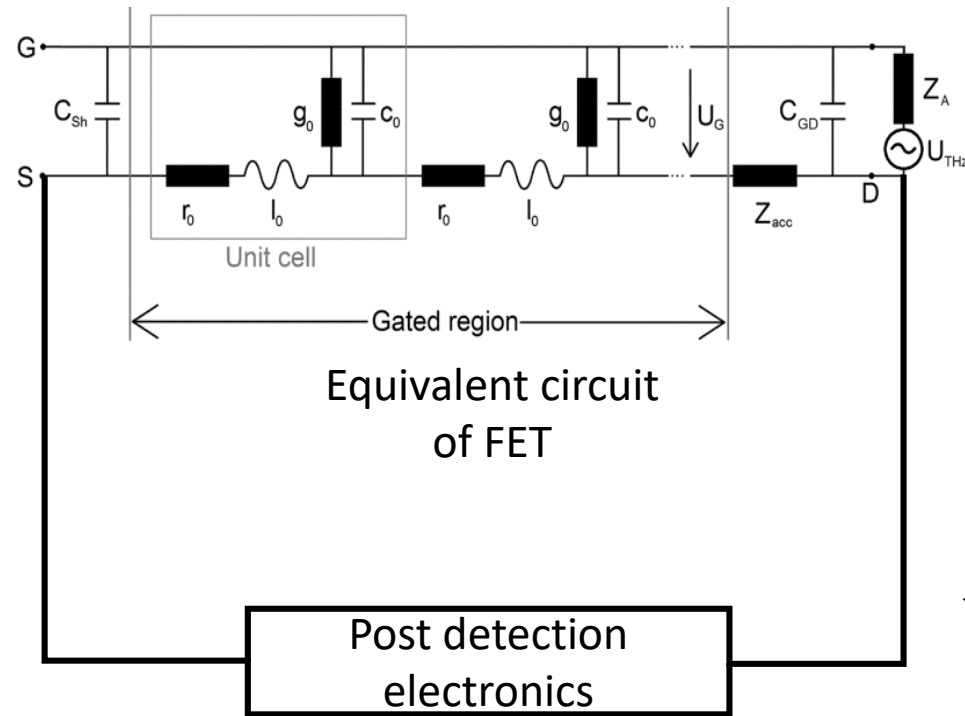 G
C_Sh
g_0
c_0
g_0
c_0
U_G
C_GD
Z_A
U_THz
S
r_0
l_0
r_0
l_0
Z_acc
D
Unit cell
Gated region
Equivalent circuit
of FET
Post detection
electronics